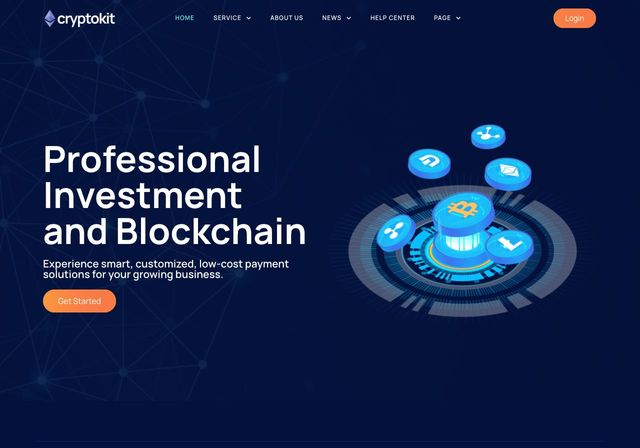 cryptokit
HOME
SERVICE
ABOUT US
NEWS
HELP CENTER
PAGE
Login
Professional
Investment
and Blockchain
Experience smart, customized, low-cost payment
solutions for your growing business.
Get Started